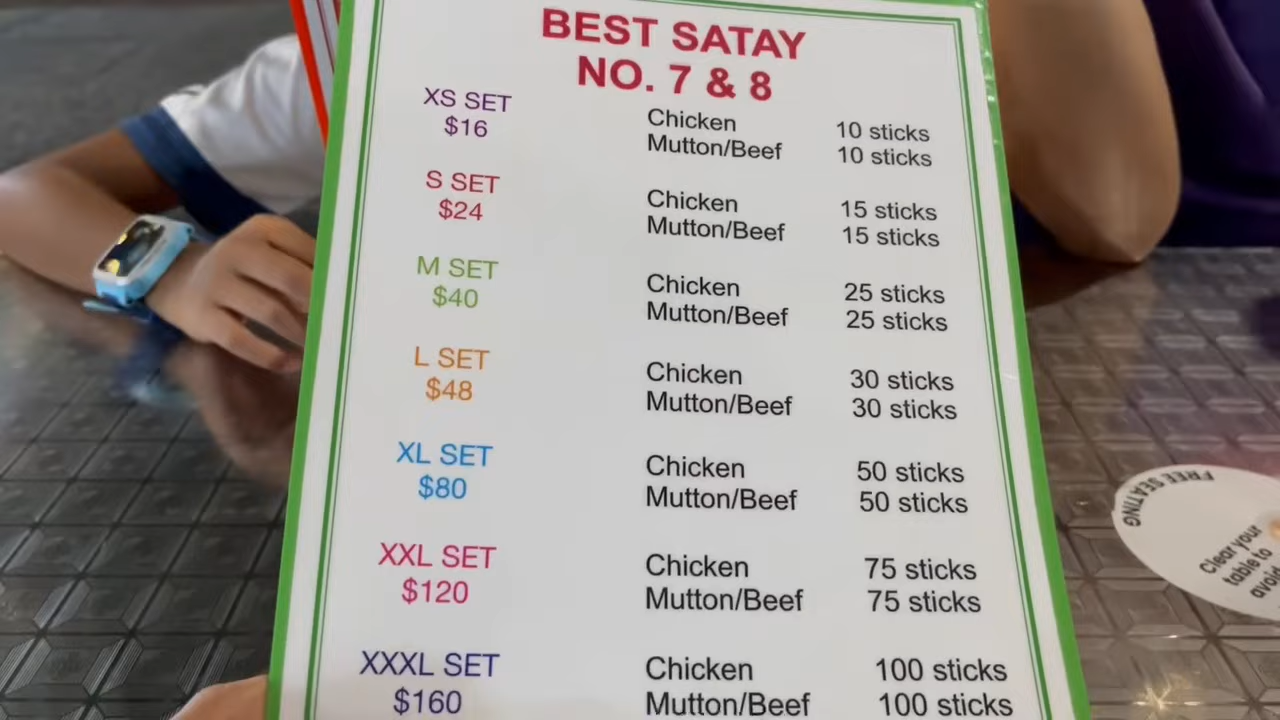 BEST SATAY
NO. 7 & 8
XS SET
$16
Chicken 10 sticks
Mutton/Beef 10 sticks
S SET
$24
Chicken 15 sticks
Mutton/Beef 15 sticks
M SET
$40
Chicken 25 sticks
Mutton/Beef 25 sticks
L SET
$48
Chicken 30 sticks
Mutton/Beef 30 sticks
XL SET
$80
Chicken 50 sticks
Mutton/Beef 50 sticks
XXL SET
$120
Chicken 75 sticks
Mutton/Beef 75 sticks
XXXL SET
$160
Chicken 100 sticks
Mutton/Beef 100 sticks
FREE SEATING
Clear your
table to
avoid